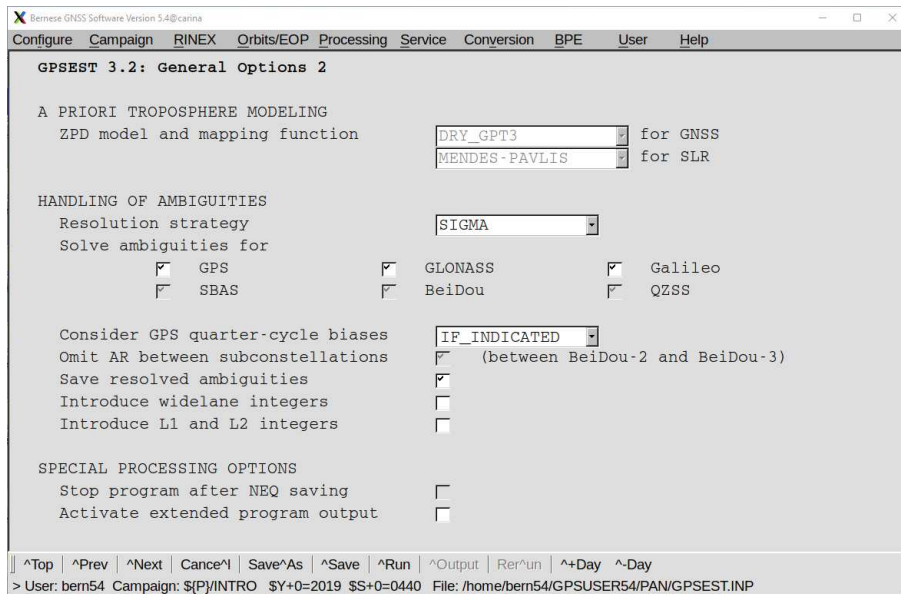 Bernese GNSS Software Version 5.4@carina
Configure Campaign RINEX Orbits/EOP Processing Service Conversion BPE User Help
GPSEST 3.2: General Options 2
A PRIORI TROPOSPHERE MODELING
ZPD model and mapping function DRY_GPT3 for GNSS
MENDES-PAVLIS for SLR
HANDLING OF AMBIGUITIES
Resolution strategy SIGMA
Solve ambiguities for
GPS GLONASS Galileo
SBAS BeiDou QZSS
Consider GPS quarter-cycle biases IF_INDICATED
Omit AR between subconstellations (between BeiDou-2 and BeiDou-3)
Save resolved ambiguities
Introduce widelane integers
Introduce L1 and L2 integers
SPECIAL PROCESSING OPTIONS
Stop program after NEQ saving
Activate extended program output
^Top ^Prev ^Next Cance^l Save^As ^Save ^Run ^Output Rer^un ^+Day ^-Day
> User: bern54 Campaign: ${P}/INTRO $Y+0=2019 $S+0=0440 File: /home/bern54/GPSUSER54/PAN/GPSEST.INP